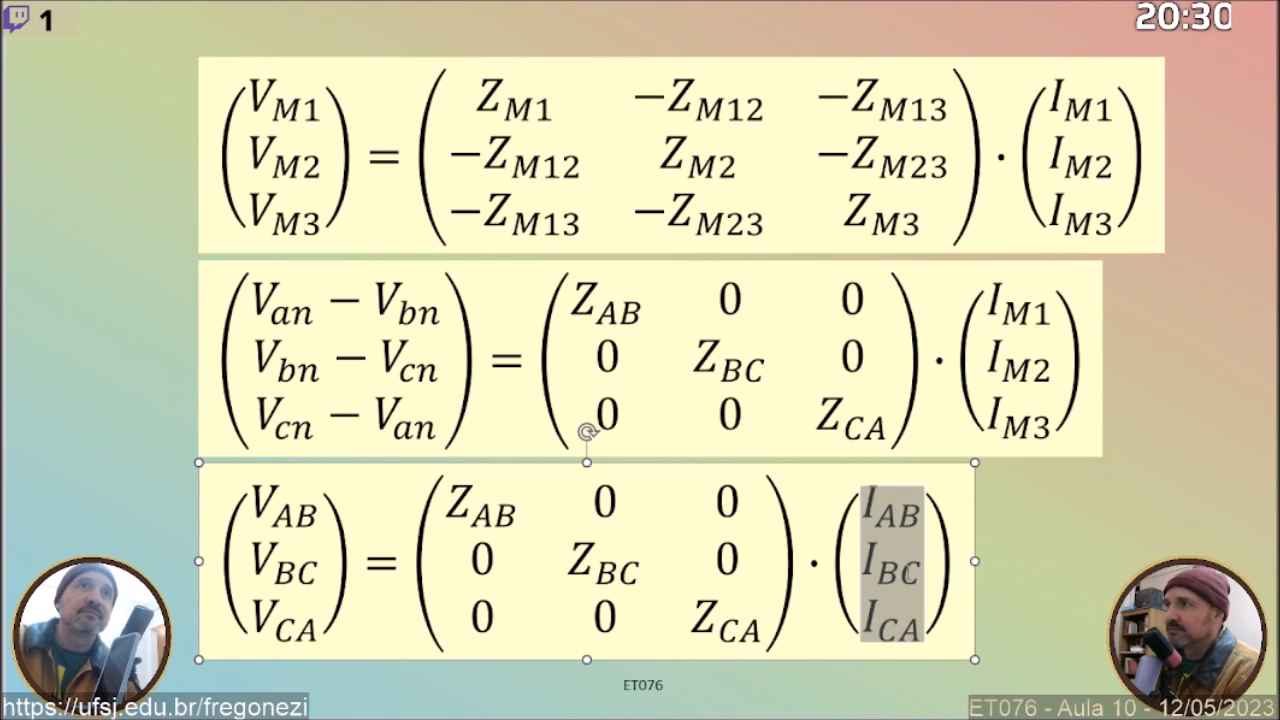 1
20:30
V_M1 Z_M1 −Z_M12 −Z_M13 I_M1
V_M2 = −Z_M12 Z_M2 −Z_M23 · I_M2
V_M3 −Z_M13 −Z_M23 Z_M3 I_M3
V_an − V_bn Z_AB 0 0 I_M1
V_bn − V_cn = 0 Z_BC 0 · I_M2
V_cn − V_an 0 0 Z_CA I_M3
V_AB Z_AB 0 0 I_AB
V_BC = 0 Z_BC 0 · I_BC
V_CA 0 0 Z_CA I_CA
ET076
https://ufsj.edu.br/fregonezi
ET076 - Aula 10 - 12/05/2023